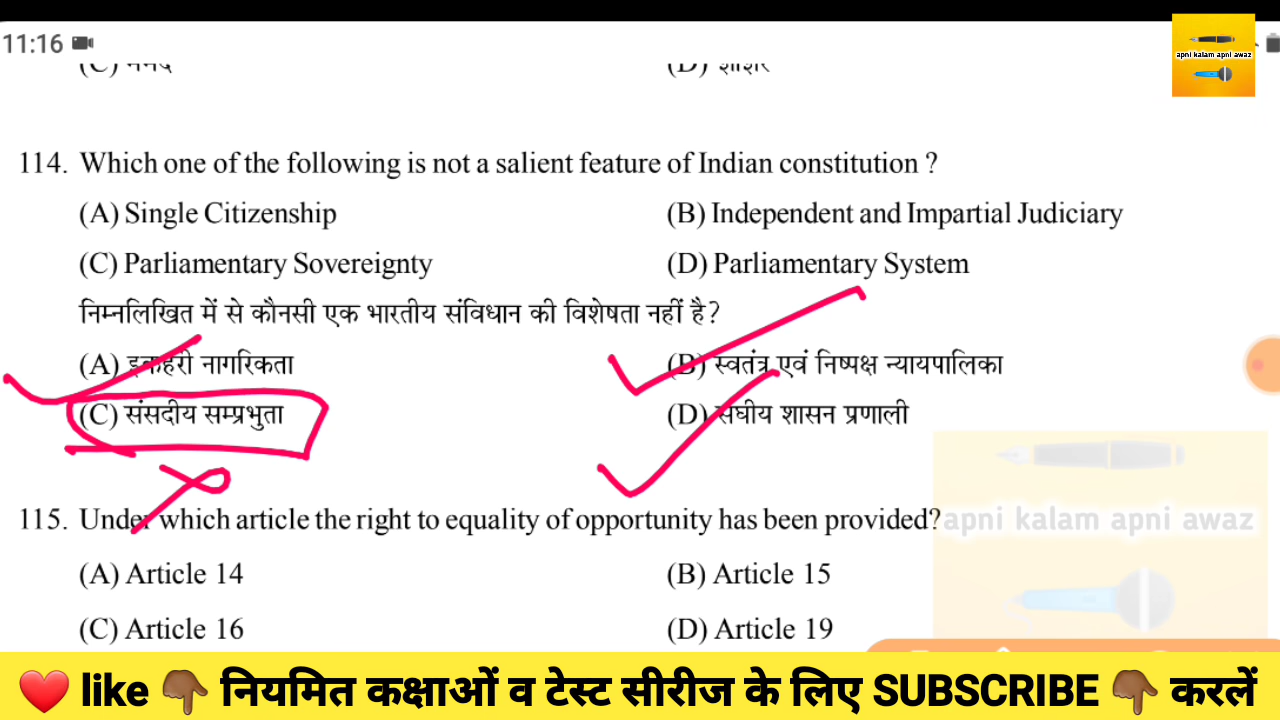 11:16
apni kalam apni awaz
114. Which one of the following is not a salient feature of Indian constitution ?
(A) Single Citizenship (B) Independent and Impartial Judiciary
(C) Parliamentary Sovereignty (D) Parliamentary System
निम्नलिखित में से कौनसी एक भारतीय संविधान की विशेषता नहीं है?
(A) इकहरी नागरिकता (B) स्वतंत्र एवं निष्पक्ष न्यायपालिका
(C) संसदीय सम्प्रभुता (D) संघीय शासन प्रणाली
115. Under which article the right to equality of opportunity has been provided?
apni kalam apni awaz
(A) Article 14 (B) Article 15
(C) Article 16 (D) Article 19
like नियमित कक्षाओं व टेस्ट सीरीज के लिए SUBSCRIBE करलें